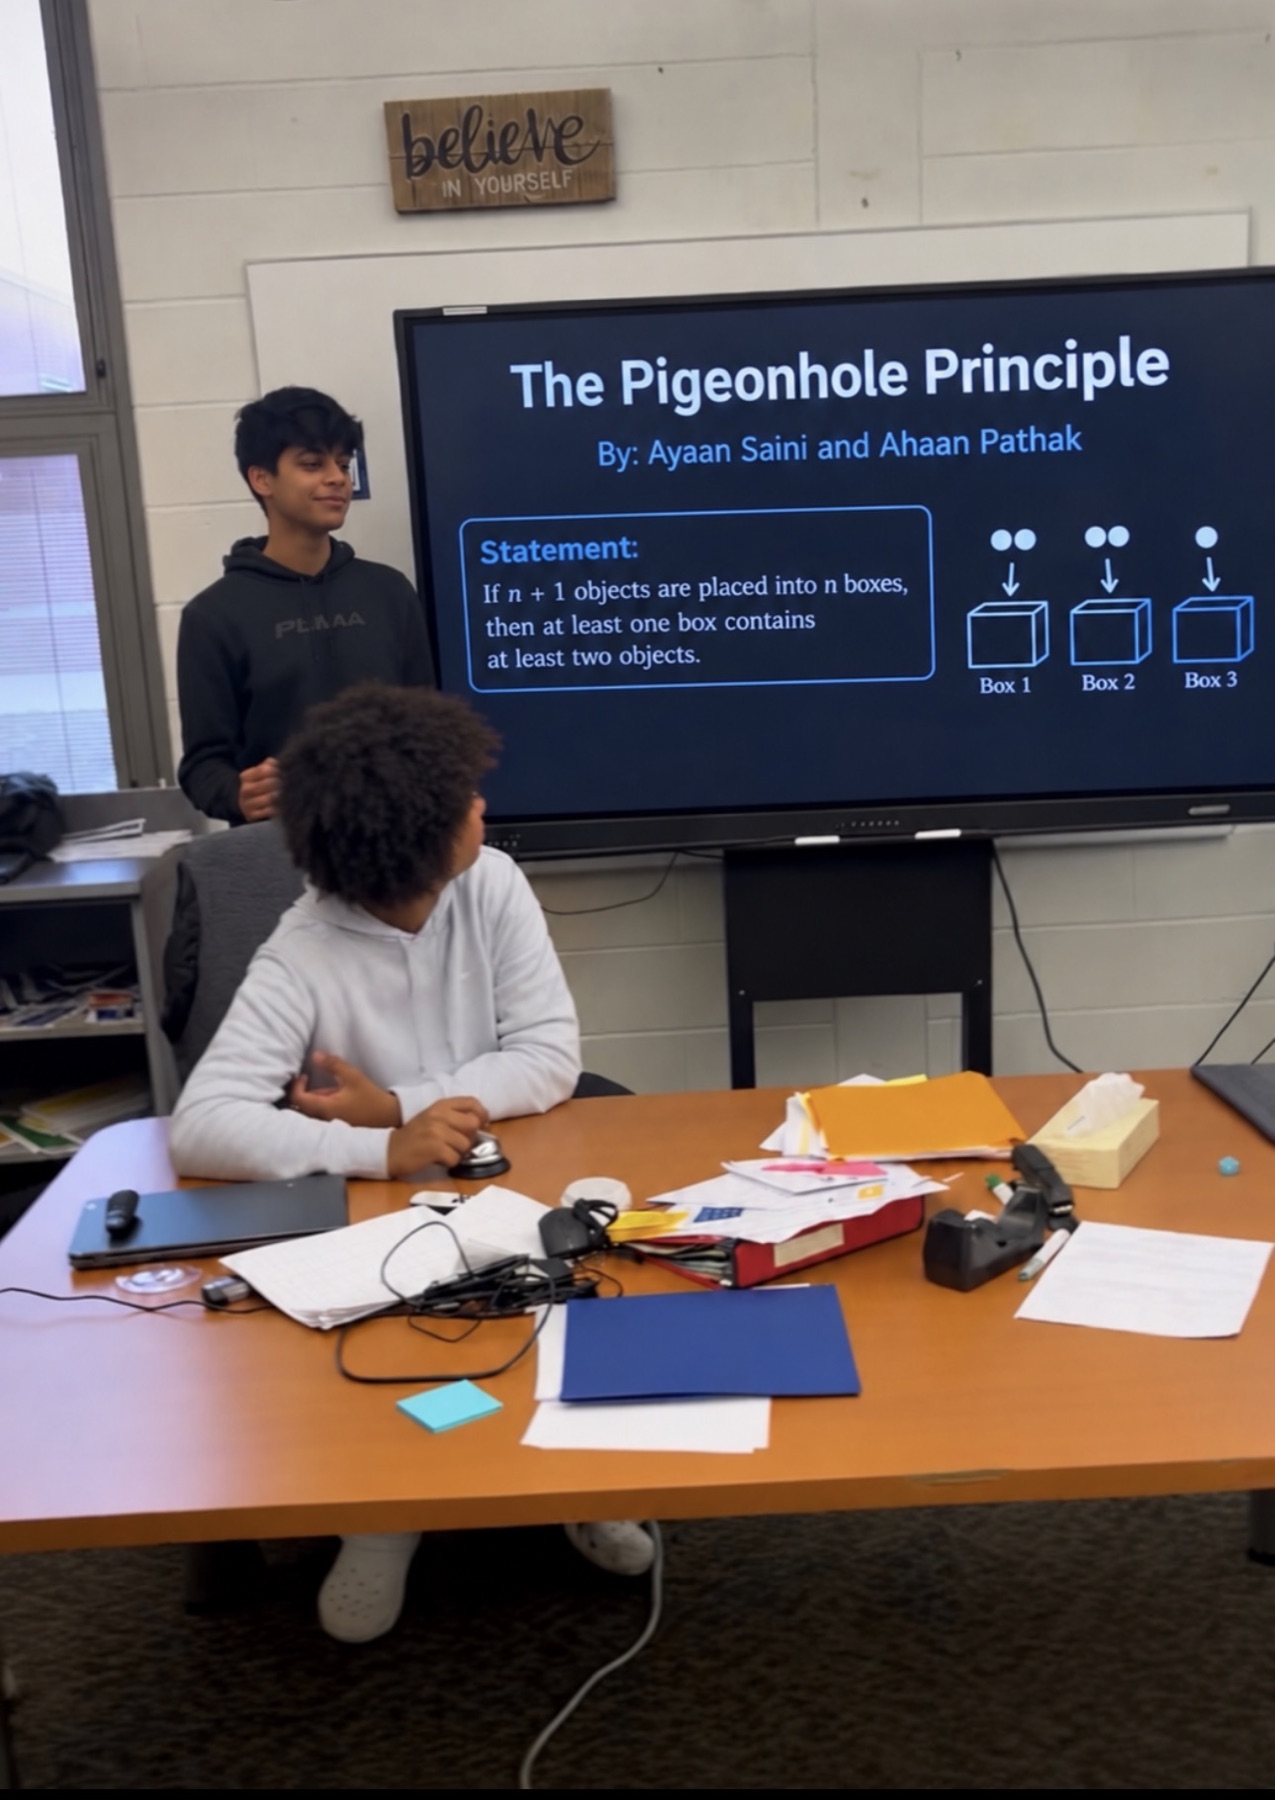 believe
IN YOURSELF
The Pigeonhole Principle
By: Ayaan Saini and Ahaan Pathak
Statement:
If n + 1 objects are placed into n boxes,
then at least one box contains
at least two objects.
Box 1
Box 2
Box 3
PUMA